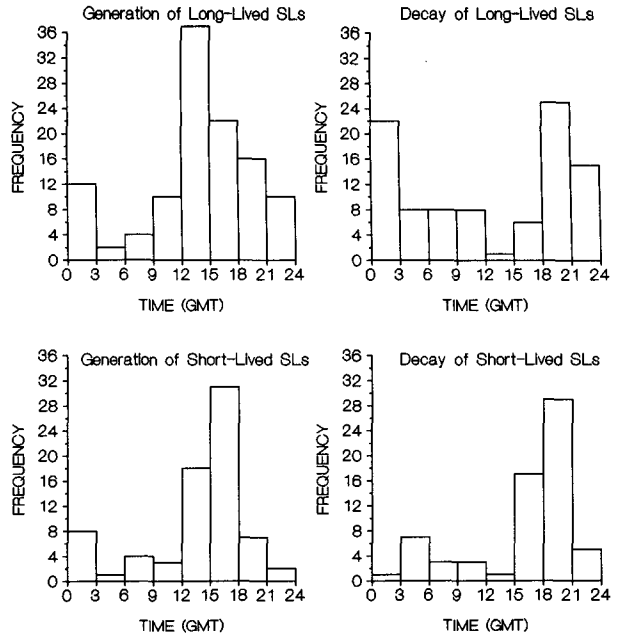 Generation of Long-Lived SLs
36
32
28
24
20
16
12
8
4
0
FREQUENCY
0 3 6 9 12 15 18 21 24
TIME (GMT)
Decay of Long-Lived SLs
36
32
28
24
20
16
12
8
4
0
FREQUENCY
0 3 6 9 12 15 18 21 24
TIME (GMT)
Generation of Short-Lived SLs
36
32
28
24
20
16
12
8
4
0
FREQUENCY
0 3 6 9 12 15 18 21 24
TIME (GMT)
Decay of Short-Lived SLs
36
32
28
24
20
16
12
8
4
0
FREQUENCY
0 3 6 9 12 15 18 21 24
TIME (GMT)